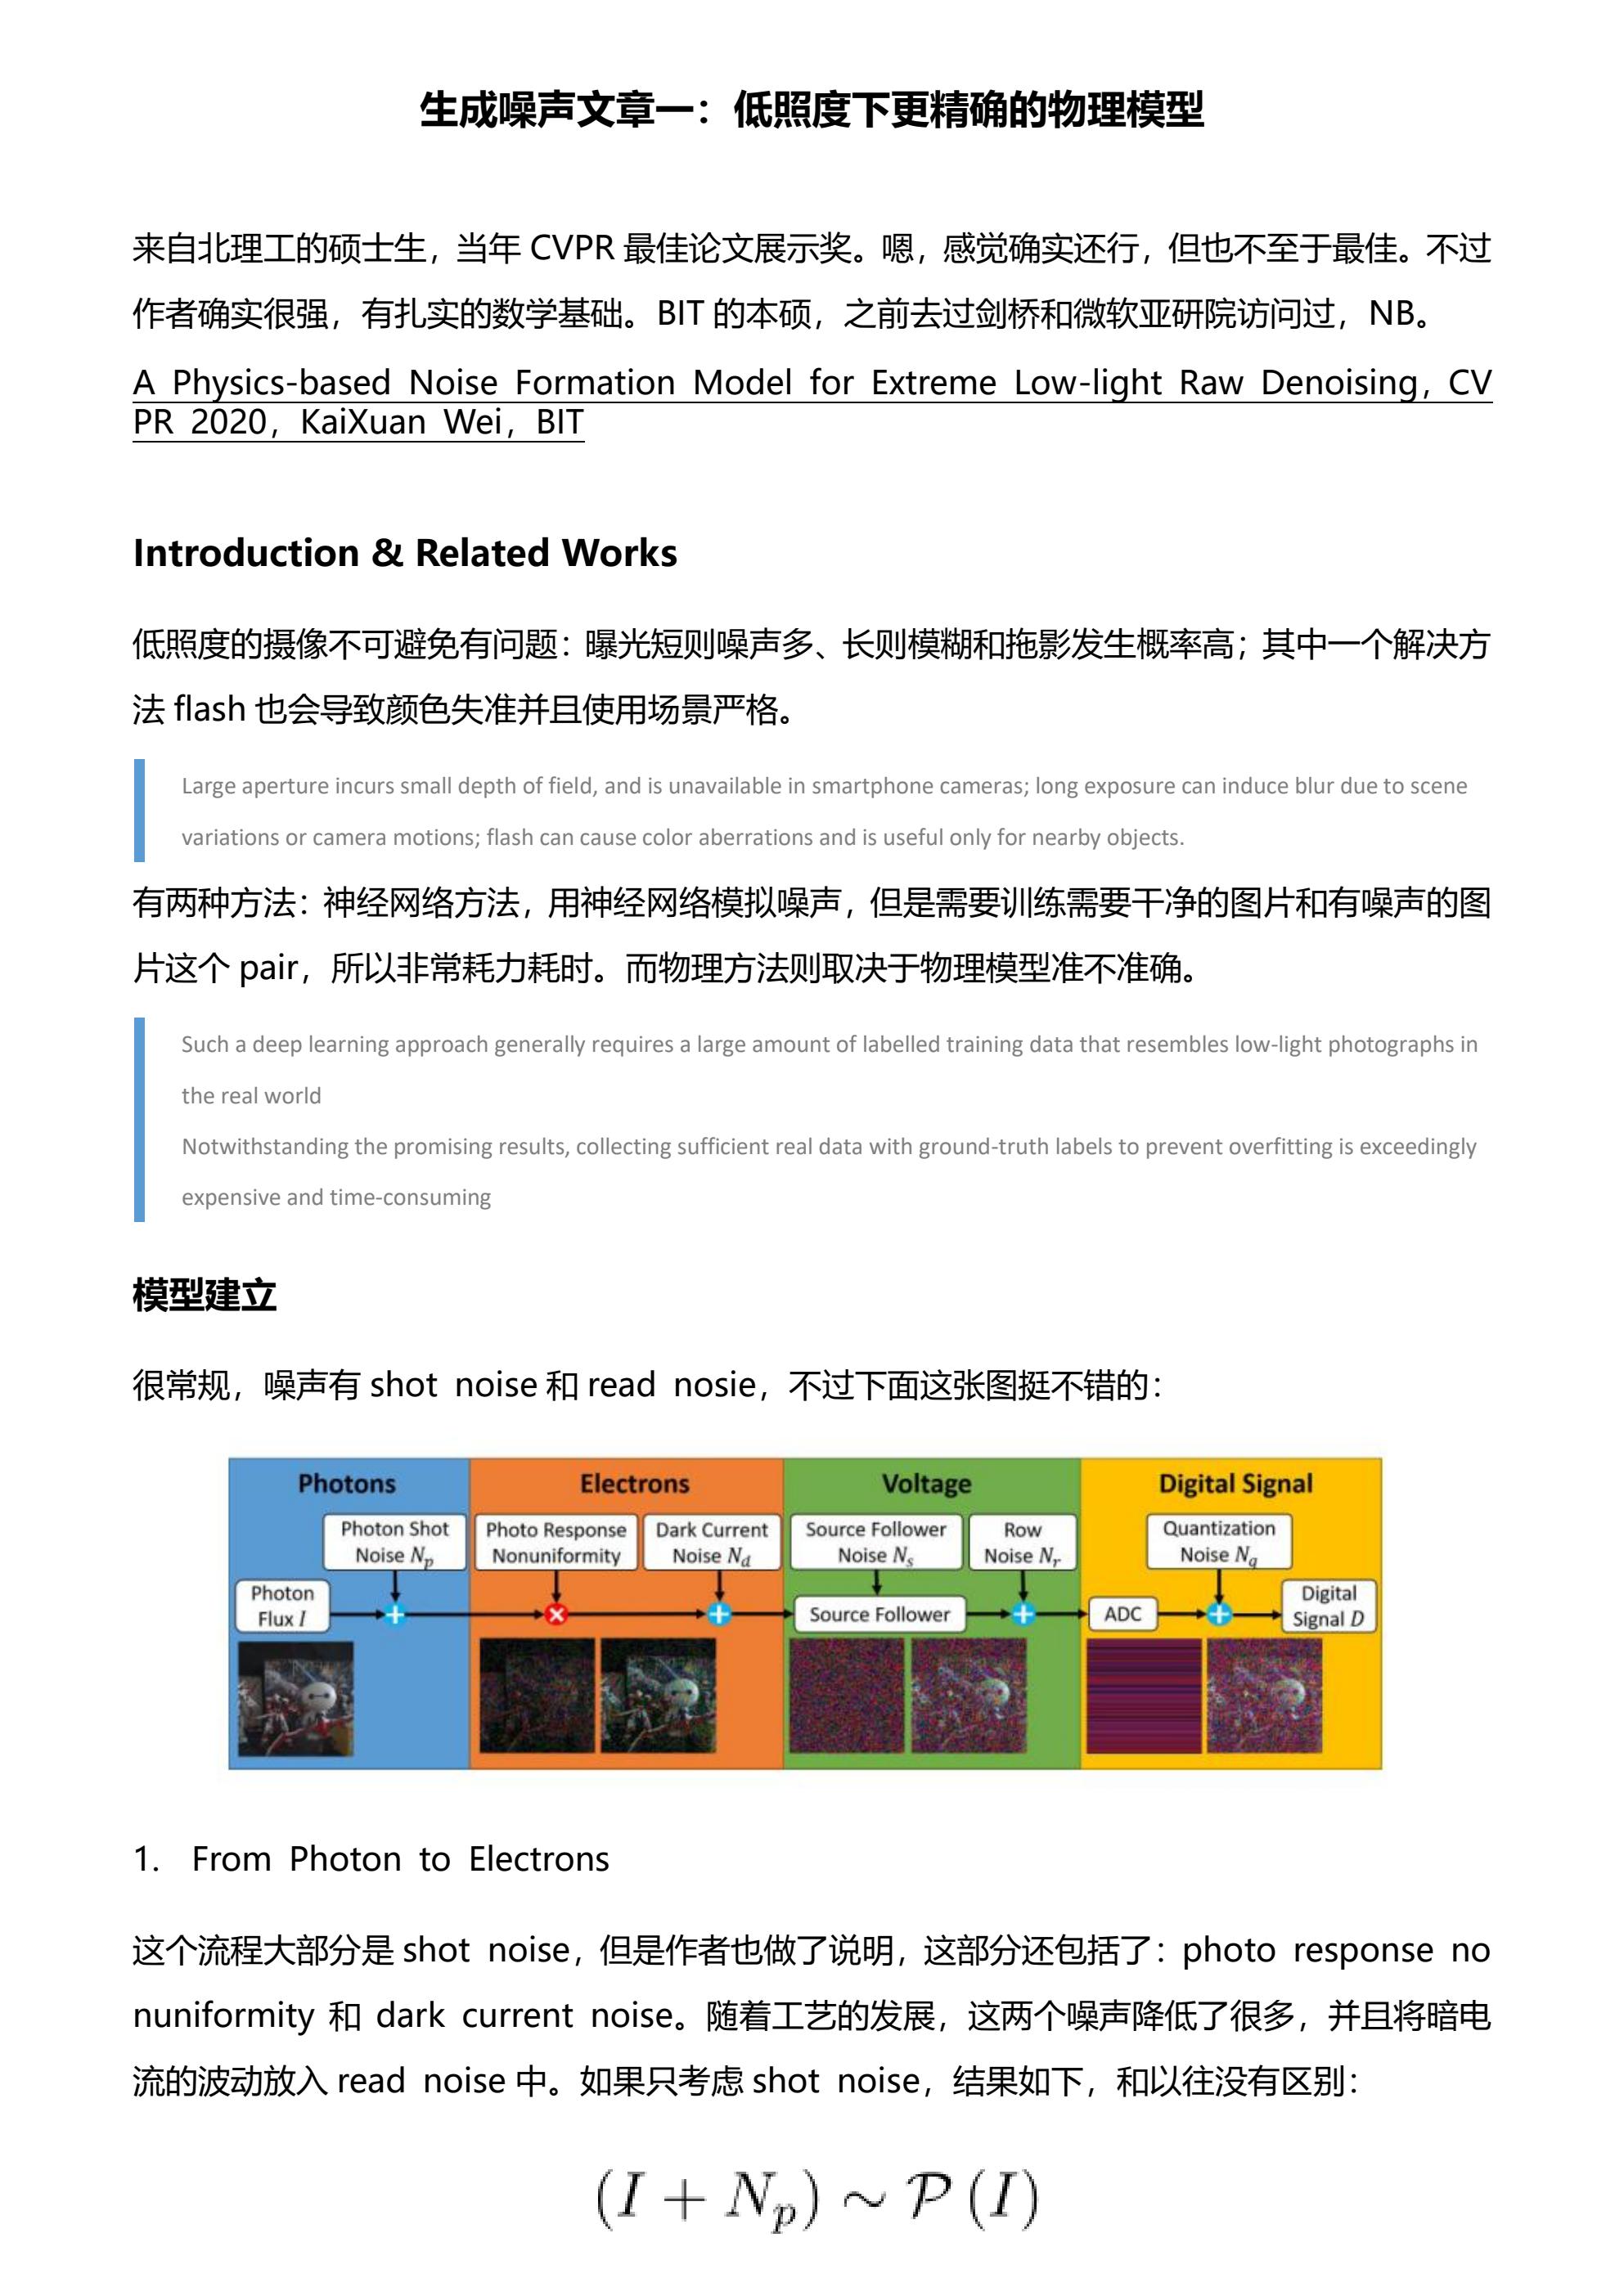 生成噪声文章一：低照度下更精确的物理模型
来自北理工的硕士生，当年 CVPR 最佳论文展示奖。嗯，感觉确实还行，但也不至于最佳。不过
作者确实很强，有扎实的数学基础。BIT 的本硕，之前去过剑桥和微软亚研院访问过，NB。
A Physics-based Noise Formation Model for Extreme Low-light Raw Denoising，CV
PR 2020，KaiXuan Wei，BIT
Introduction & Related Works
低照度的摄像不可避免有问题：曝光短则噪声多、长则模糊和拖影发生概率高；其中一个解决方
法 flash 也会导致颜色失准并且使用场景严格。
Large aperture incurs small depth of field, and is unavailable in smartphone cameras; long exposure can induce blur due to scene
variations or camera motions; flash can cause color aberrations and is useful only for nearby objects.
有两种方法：神经网络方法，用神经网络模拟噪声，但是需要训练需要干净的图片和有噪声的图
片这个 pair，所以非常耗力耗时。而物理方法则取决于物理模型准不准确。
Such a deep learning approach generally requires a large amount of labelled training data that resembles low-light photographs in
the real world
Notwithstanding the promising results, collecting sufficient real data with ground-truth labels to prevent overfitting is exceedingly
expensive and time-consuming
模型建立
很常规，噪声有 shot noise 和 read nosie，不过下面这张图挺不错的：
Photons
Electrons
Voltage
Digital Signal
Photon Shot
Noise Np
Photo Response
Nonuniformity
Dark Current
Noise Nd
Source Follower
Noise Ns
Row
Noise Nr
Quantization
Noise Nq
Photon
Flux I
Source Follower
ADC
Digital
Signal D
1. From Photon to Electrons
这个流程大部分是 shot noise，但是作者也做了说明，这部分还包括了：photo response no
nuniformity 和 dark current noise。随着工艺的发展，这两个噪声降低了很多，并且将暗电
流的波动放入 read noise 中。如果只考虑 shot noise，结果如下，和以往没有区别：
(I + Np) ~ P (I)